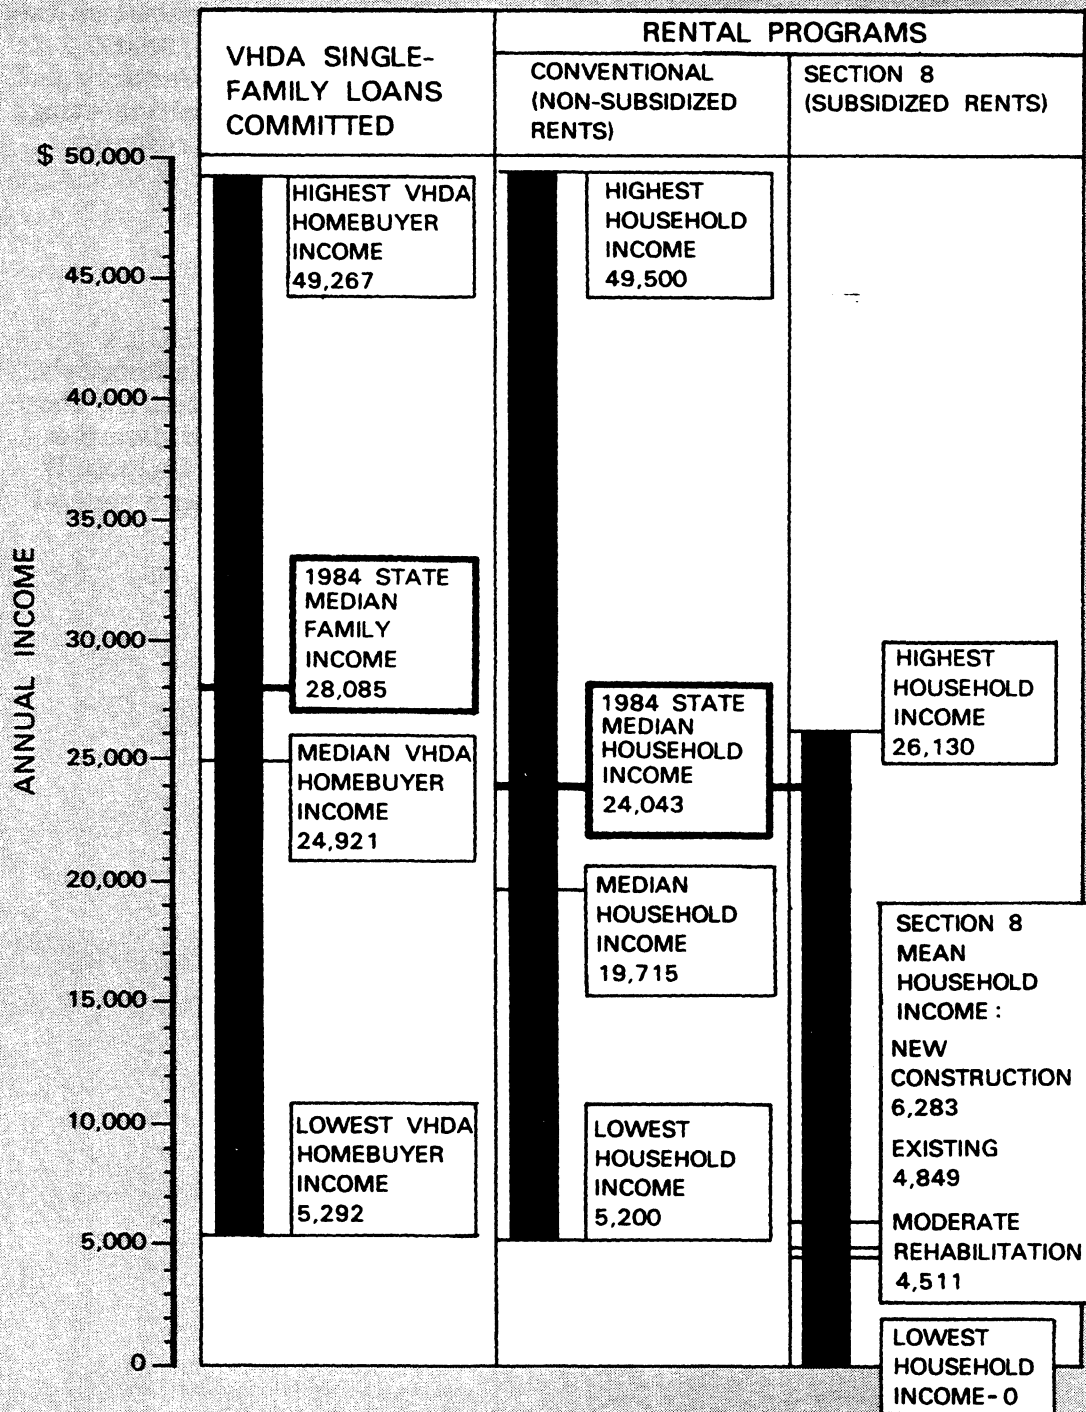 VHDA SINGLE-
FAMILY LOANS
COMMITTED
RENTAL PROGRAMS
CONVENTIONAL
(NON-SUBSIDIZED
RENTS)
SECTION 8
(SUBSIDIZED RENTS)
ANNUAL INCOME
$ 50,000
45,000
40,000
35,000
30,000
25,000
20,000
15,000
10,000
5,000
0
HIGHEST VHDA
HOMEBUYER
INCOME
49,267
1984 STATE
MEDIAN
FAMILY
INCOME
28,085
MEDIAN VHDA
HOMEBUYER
INCOME
24,921
LOWEST VHDA
HOMEBUYER
INCOME
5,292
HIGHEST
HOUSEHOLD
INCOME
49,500
1984 STATE
MEDIAN
HOUSEHOLD
INCOME
24,043
MEDIAN
HOUSEHOLD
INCOME
19,715
LOWEST
HOUSEHOLD
INCOME
5,200
HIGHEST
HOUSEHOLD
INCOME
26,130
SECTION 8
MEAN
HOUSEHOLD
INCOME :
NEW
CONSTRUCTION
6,283
EXISTING
4,849
MODERATE
REHABILITATION
4,511
LOWEST
HOUSEHOLD
INCOME-0